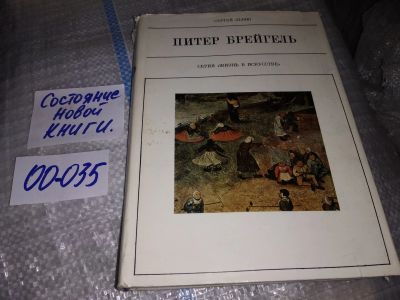 Состояние
новой
книги.
00-035
СЕРГЕЙ ЛЬВОВ
ПИТЕР БРЕЙГЕЛЬ
СЕРИЯ «ЖИЗНЬ В ИСКУССТВЕ»